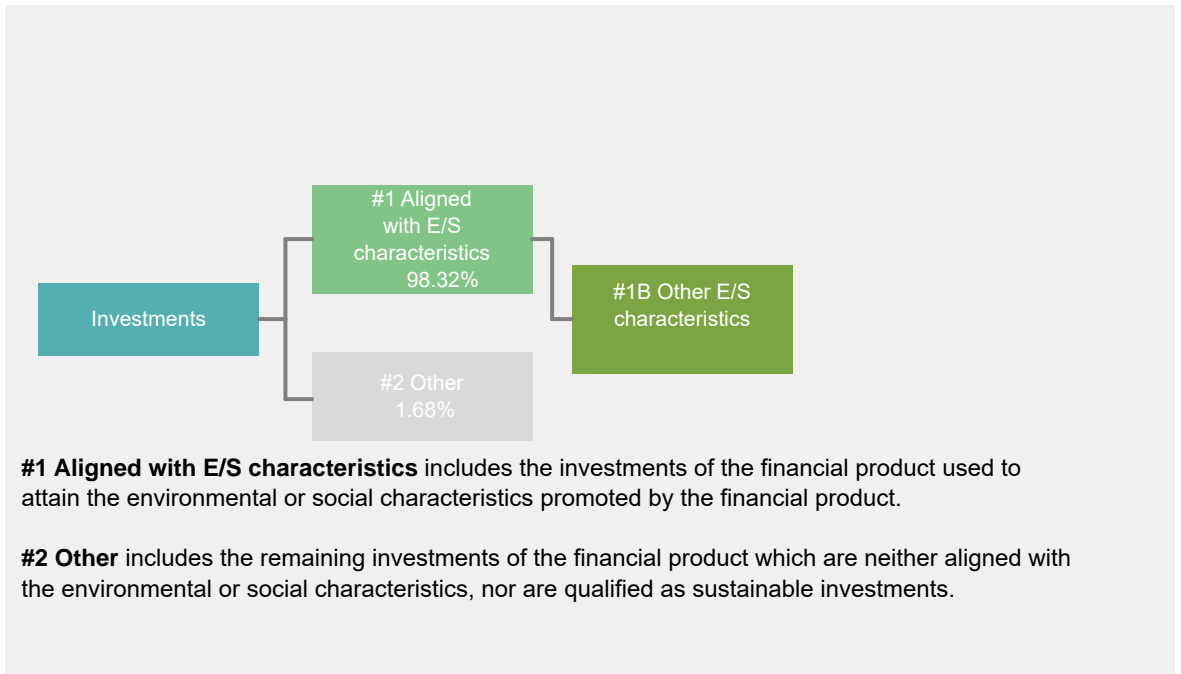 #1 Aligned
with E/S
characteristics
98.32%
Investments
#1B Other E/S
characteristics
#2 Other
1.68%
#1 Aligned with E/S characteristics includes the investments of the financial product used to
attain the environmental or social characteristics promoted by the financial product.
#2 Other includes the remaining investments of the financial product which are neither aligned with
the environmental or social characteristics, nor are qualified as sustainable investments.